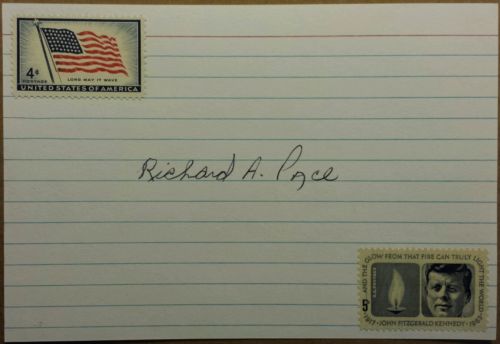 4¢
POSTAGE
LONG MAY IT WAVE
UNITED STATES OF AMERICA
Richard A. Pace
AND THE GLOW FROM THAT FIRE CAN TRULY LIGHT THE WORLD
5¢
U.S. POSTAGE
1917 · JOHN FITZGERALD KENNEDY · 1963